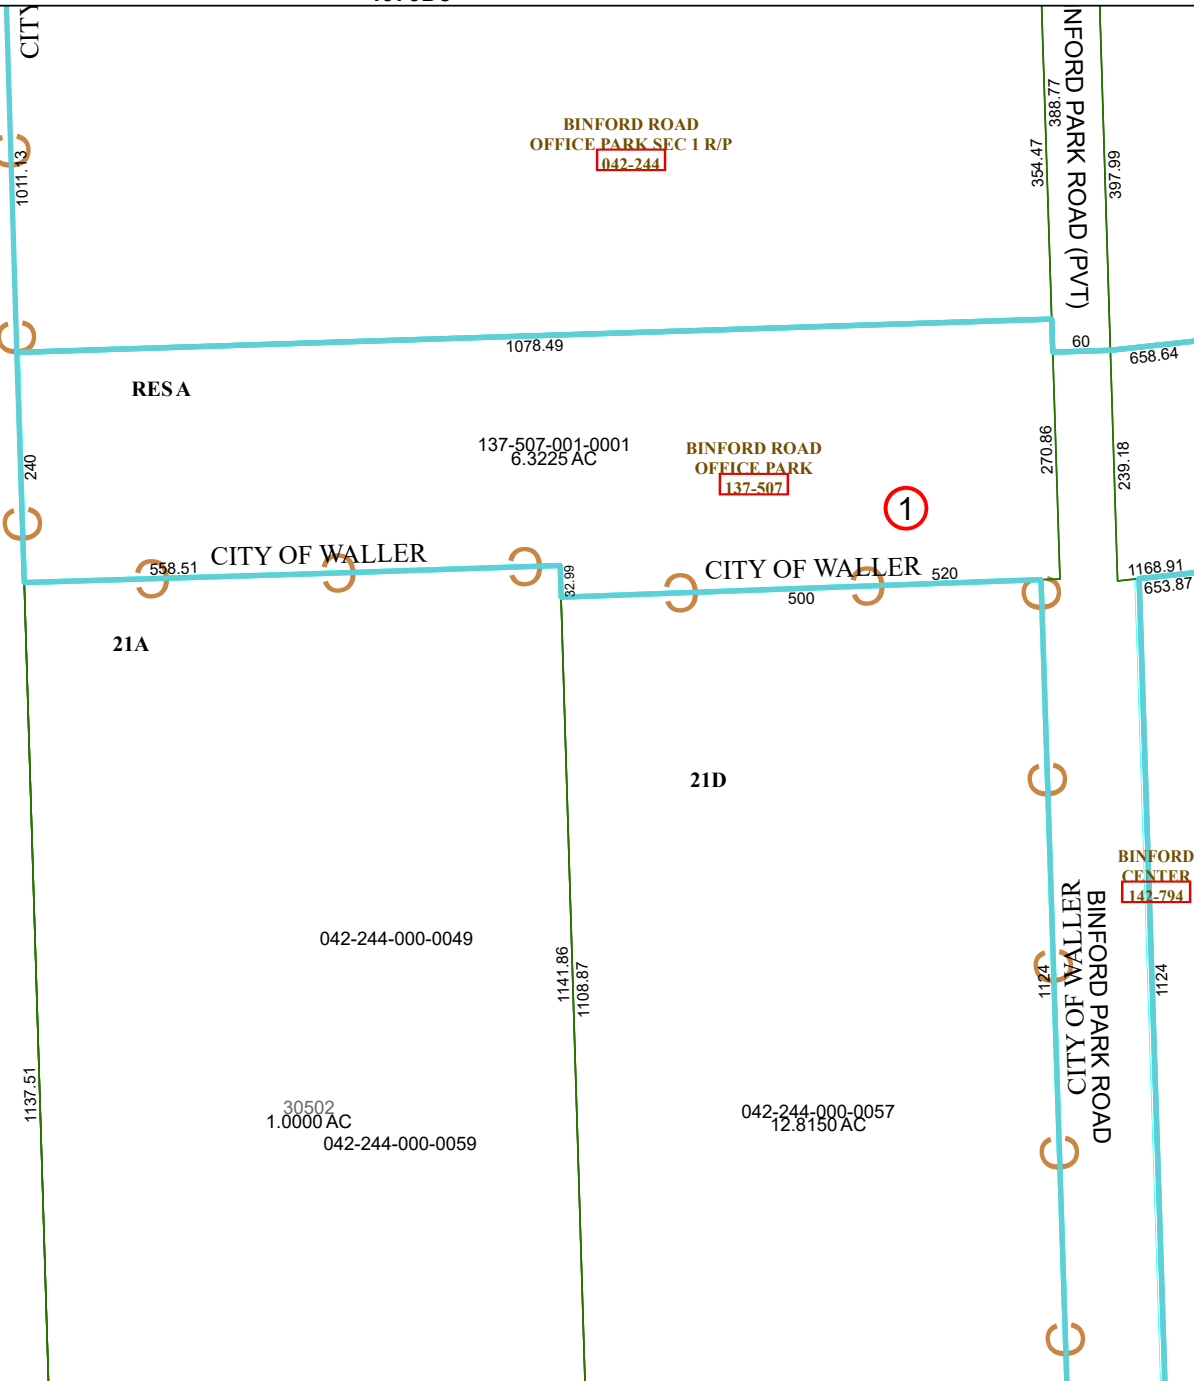 CITY
1011.13
BINFORD ROAD
OFFICE PARK SEC 1 R/P
042-244
388.77
354.47
NFORD PARK ROAD (PVT)
397.99
1078.49
60
658.64
RES A
240
137-507-001-0001
6.3225 AC
BINFORD ROAD
OFFICE PARK
137-507
1
270.86
239.18
CITY OF WALLER
558.51
32.99
CITY OF WALLER
520
500
1168.91
653.87
21A
21D
BINFORD
CENTER
142-794
042-244-000-0049
1141.86
1108.87
1124
CITY OF WALLER
BINFORD PARK ROAD
1124
1137.51
30502
1.0000 AC
042-244-000-0059
042-244-000-0057
12.8150 AC